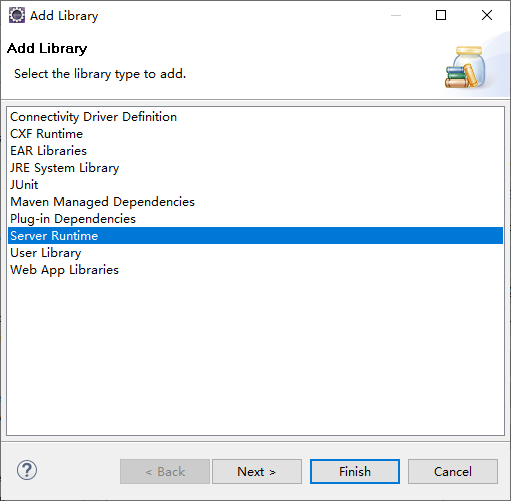 Add Library
Add Library
Select the library type to add.
Connectivity Driver Definition
CXF Runtime
EAR Libraries
JRE System Library
JUnit
Maven Managed Dependencies
Plug-in Dependencies
Server Runtime
User Library
Web App Libraries
? < Back Next > Finish Cancel